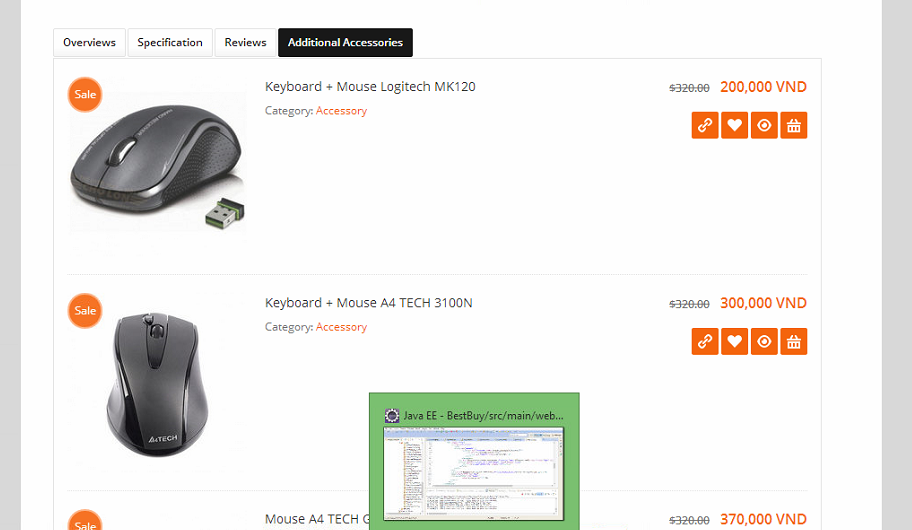 Overviews
Specification
Reviews
Additional Accessories
Sale
Keyboard + Mouse Logitech MK120
$320.00 200,000 VND
Category: Accessory
Sale
Keyboard + Mouse A4 TECH 3100N
$320.00 300,000 VND
Category: Accessory
A4TECH
Java EE - BestBuy/src/main/web...
Sale
Mouse A4 TECH G
$320.00 370,000 VND